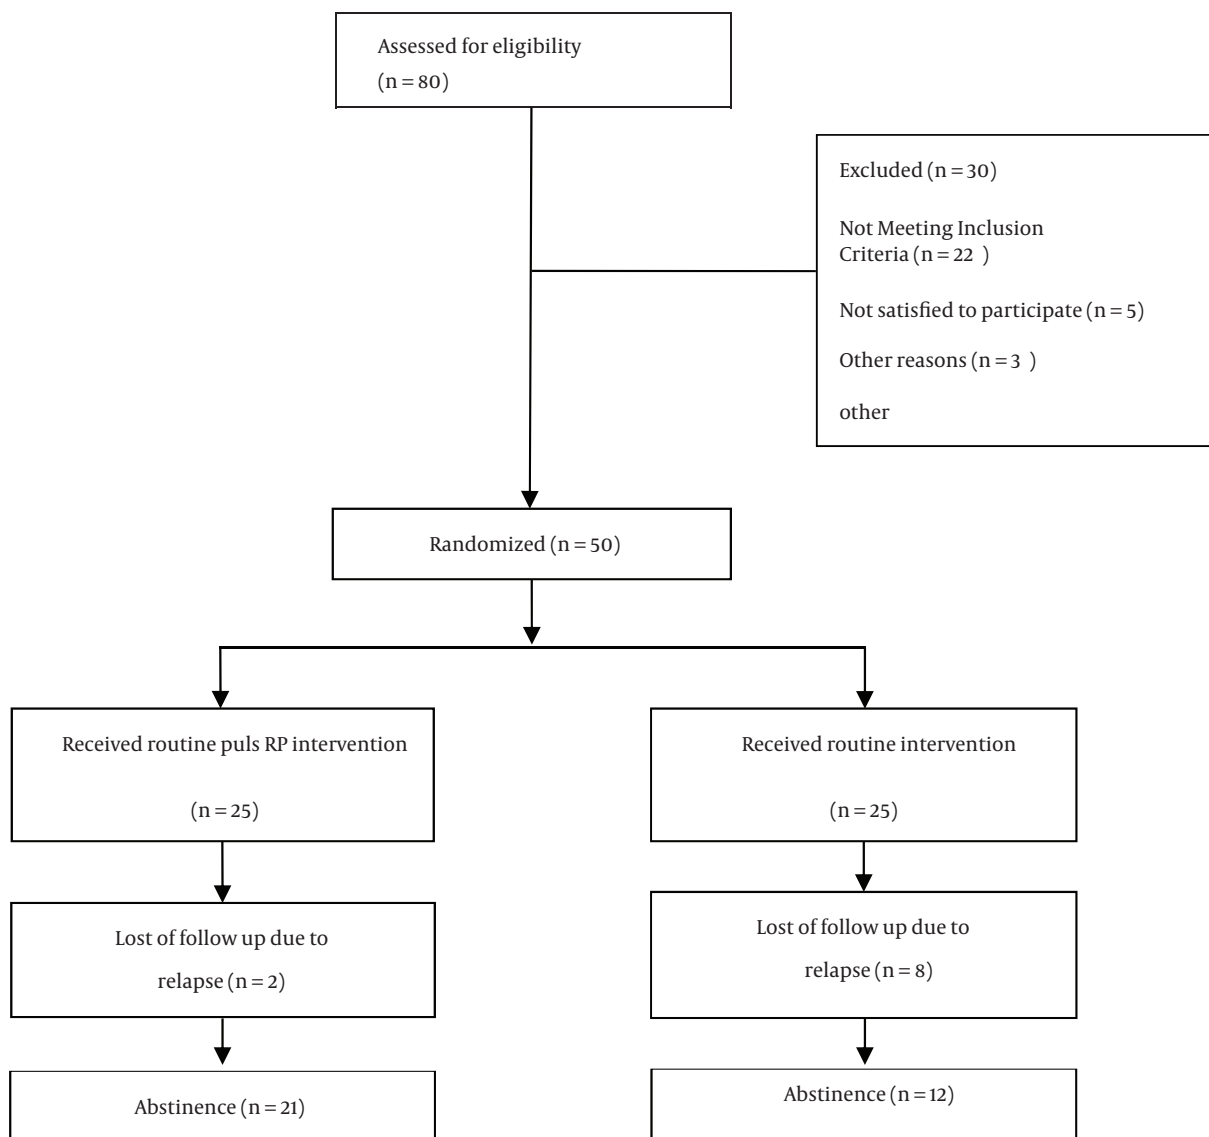 Assessed for eligibility
(n = 80)
Excluded (n = 30)
Not Meeting Inclusion
Criteria (n = 22 )
Not satisfied to participate (n = 5)
Other reasons (n = 3 )
other
Randomized (n = 50)
Received routine puls RP intervention
(n = 25)
Received routine intervention
(n = 25)
Lost of follow up due to
relapse (n = 2)
Lost of follow up due to
relapse (n = 8)
Abstinence (n = 21)
Abstinence (n = 12)